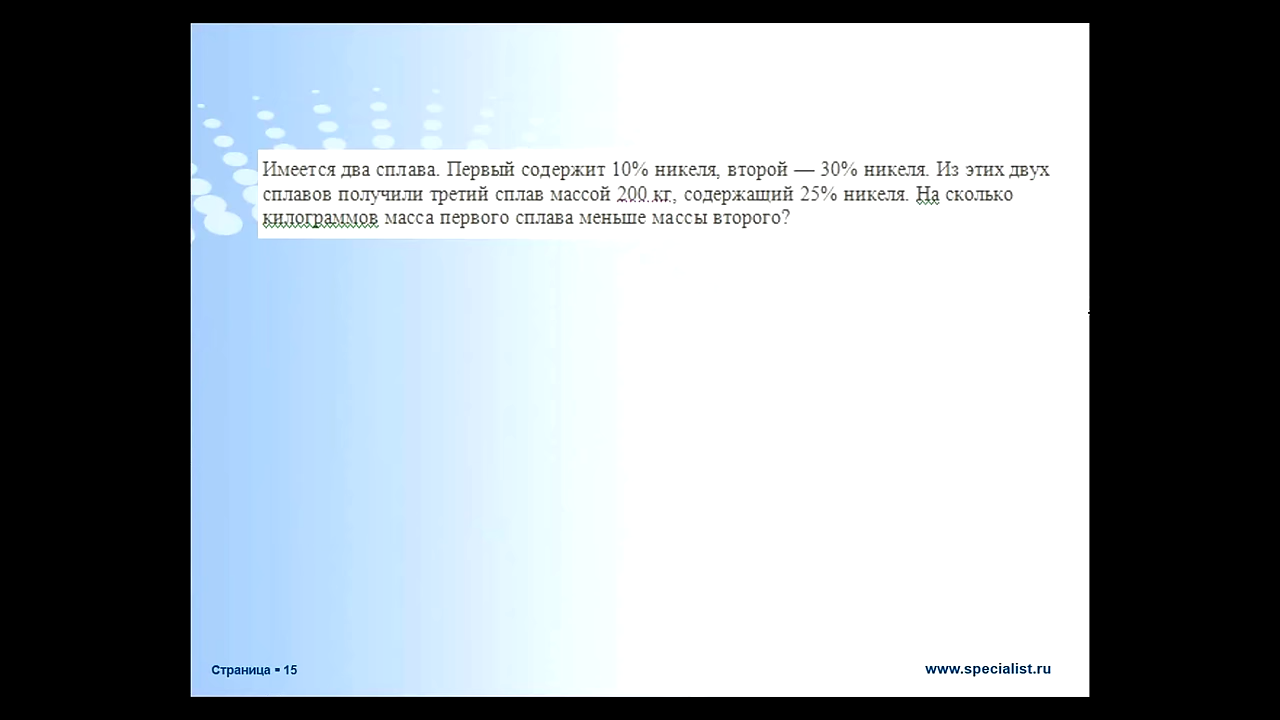 Имеется два сплава. Первый содержит 10% никеля, второй — 30% никеля. Из этих двух
сплавов получили третий сплав массой 200 кг, содержащий 25% никеля. На сколько
килограммов масса первого сплава меньше массы второго?
Страница ▪ 15
www.specialist.ru